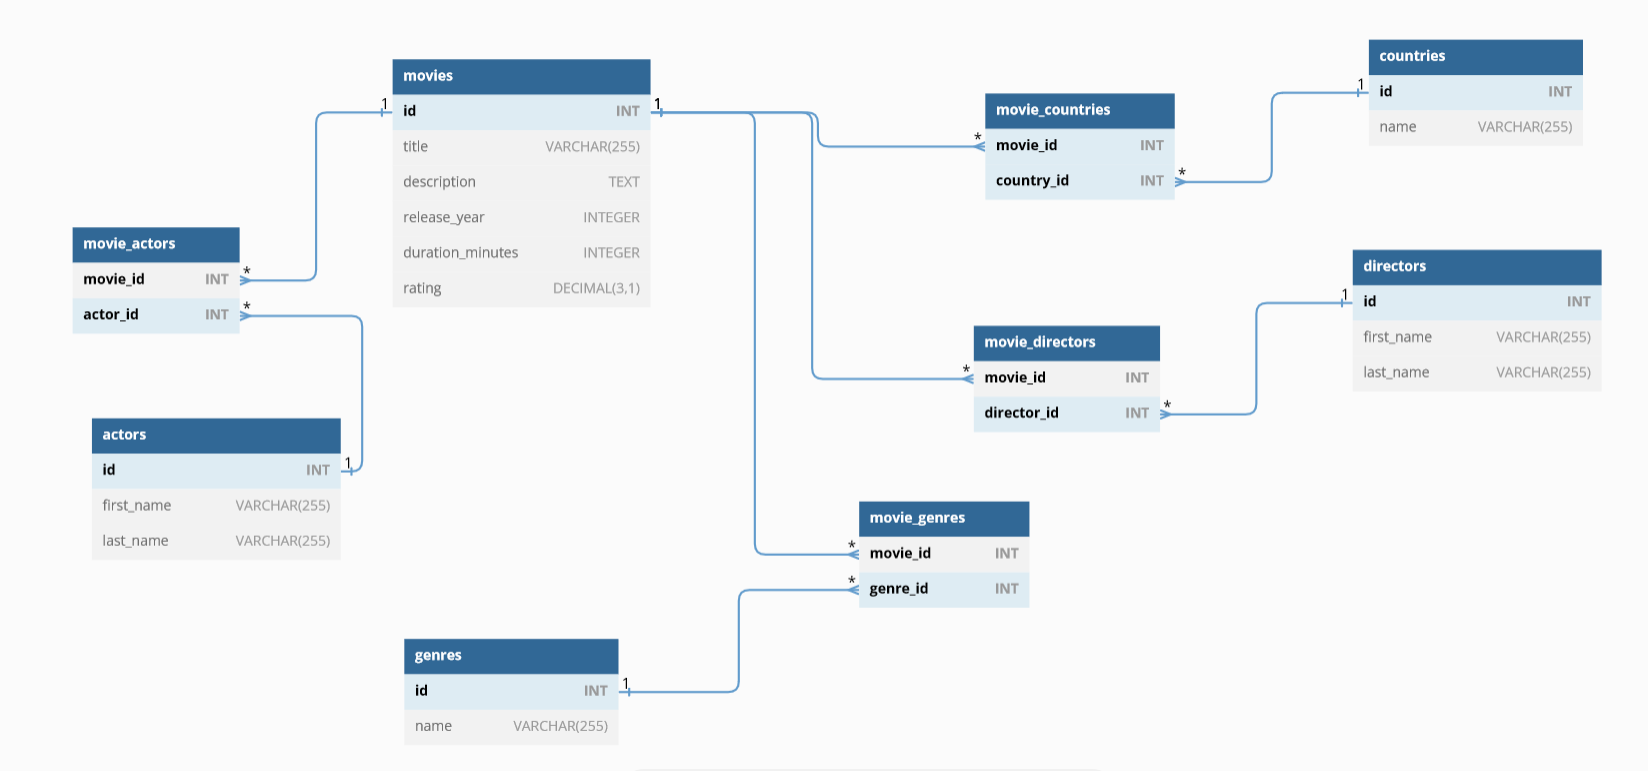 movies
1 id INT 1
title VARCHAR(255)
description TEXT
release_year INTEGER
duration_minutes INTEGER
rating DECIMAL(3,1)
movie_actors
movie_id INT *
actor_id INT *
actors
id INT 1
first_name VARCHAR(255)
last_name VARCHAR(255)
genres
id INT 1
name VARCHAR(255)
movie_genres
* movie_id INT
* genre_id INT
movie_countries
* movie_id INT
country_id INT *
countries
1 id INT
name VARCHAR(255)
movie_directors
* movie_id INT
director_id INT *
directors
1 id INT
first_name VARCHAR(255)
last_name VARCHAR(255)